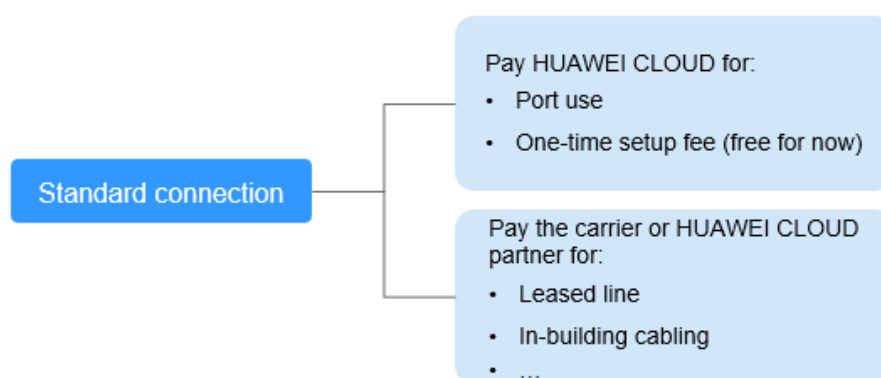 Standard connection
Pay HUAWEI CLOUD for:
• Port use
• One-time setup fee (free for now)
Pay the carrier or HUAWEI CLOUD
partner for:
• Leased line
• In-building cabling
• ...